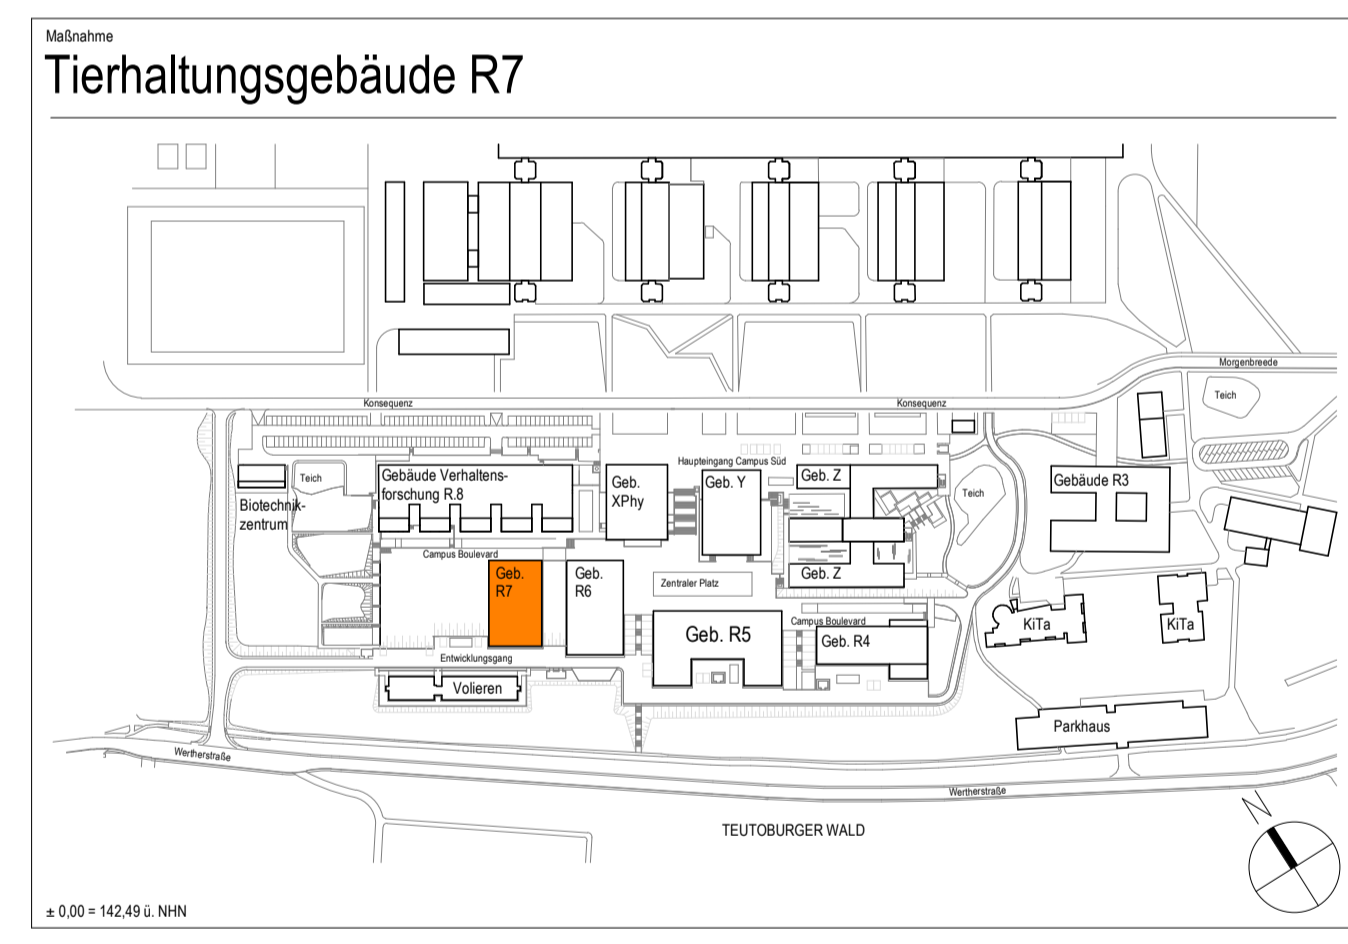 Maßnahme
Tierhaltungsgebäude R7
Morgenbreede
Teich
Konsequenz
Konsequenz
Haupteingang Campus Süd
Gebäude Verhaltens-
forschung R.8
Teich
Biotechnik-
zentrum
Geb.
XPhy
Geb. Y
Geb. Z
Teich
Gebäude R3
Campus Boulevard
Geb.
R7
Geb.
R6
Zentraler Platz
Geb. Z
Campus Boulevard
Geb. R5
Geb. R4
KiTa
KiTa
Entwicklungsgang
Volieren
Parkhaus
Wertherstraße
Wertherstraße
TEUTOBURGER WALD
N
± 0,00 = 142,49 ü. NHN